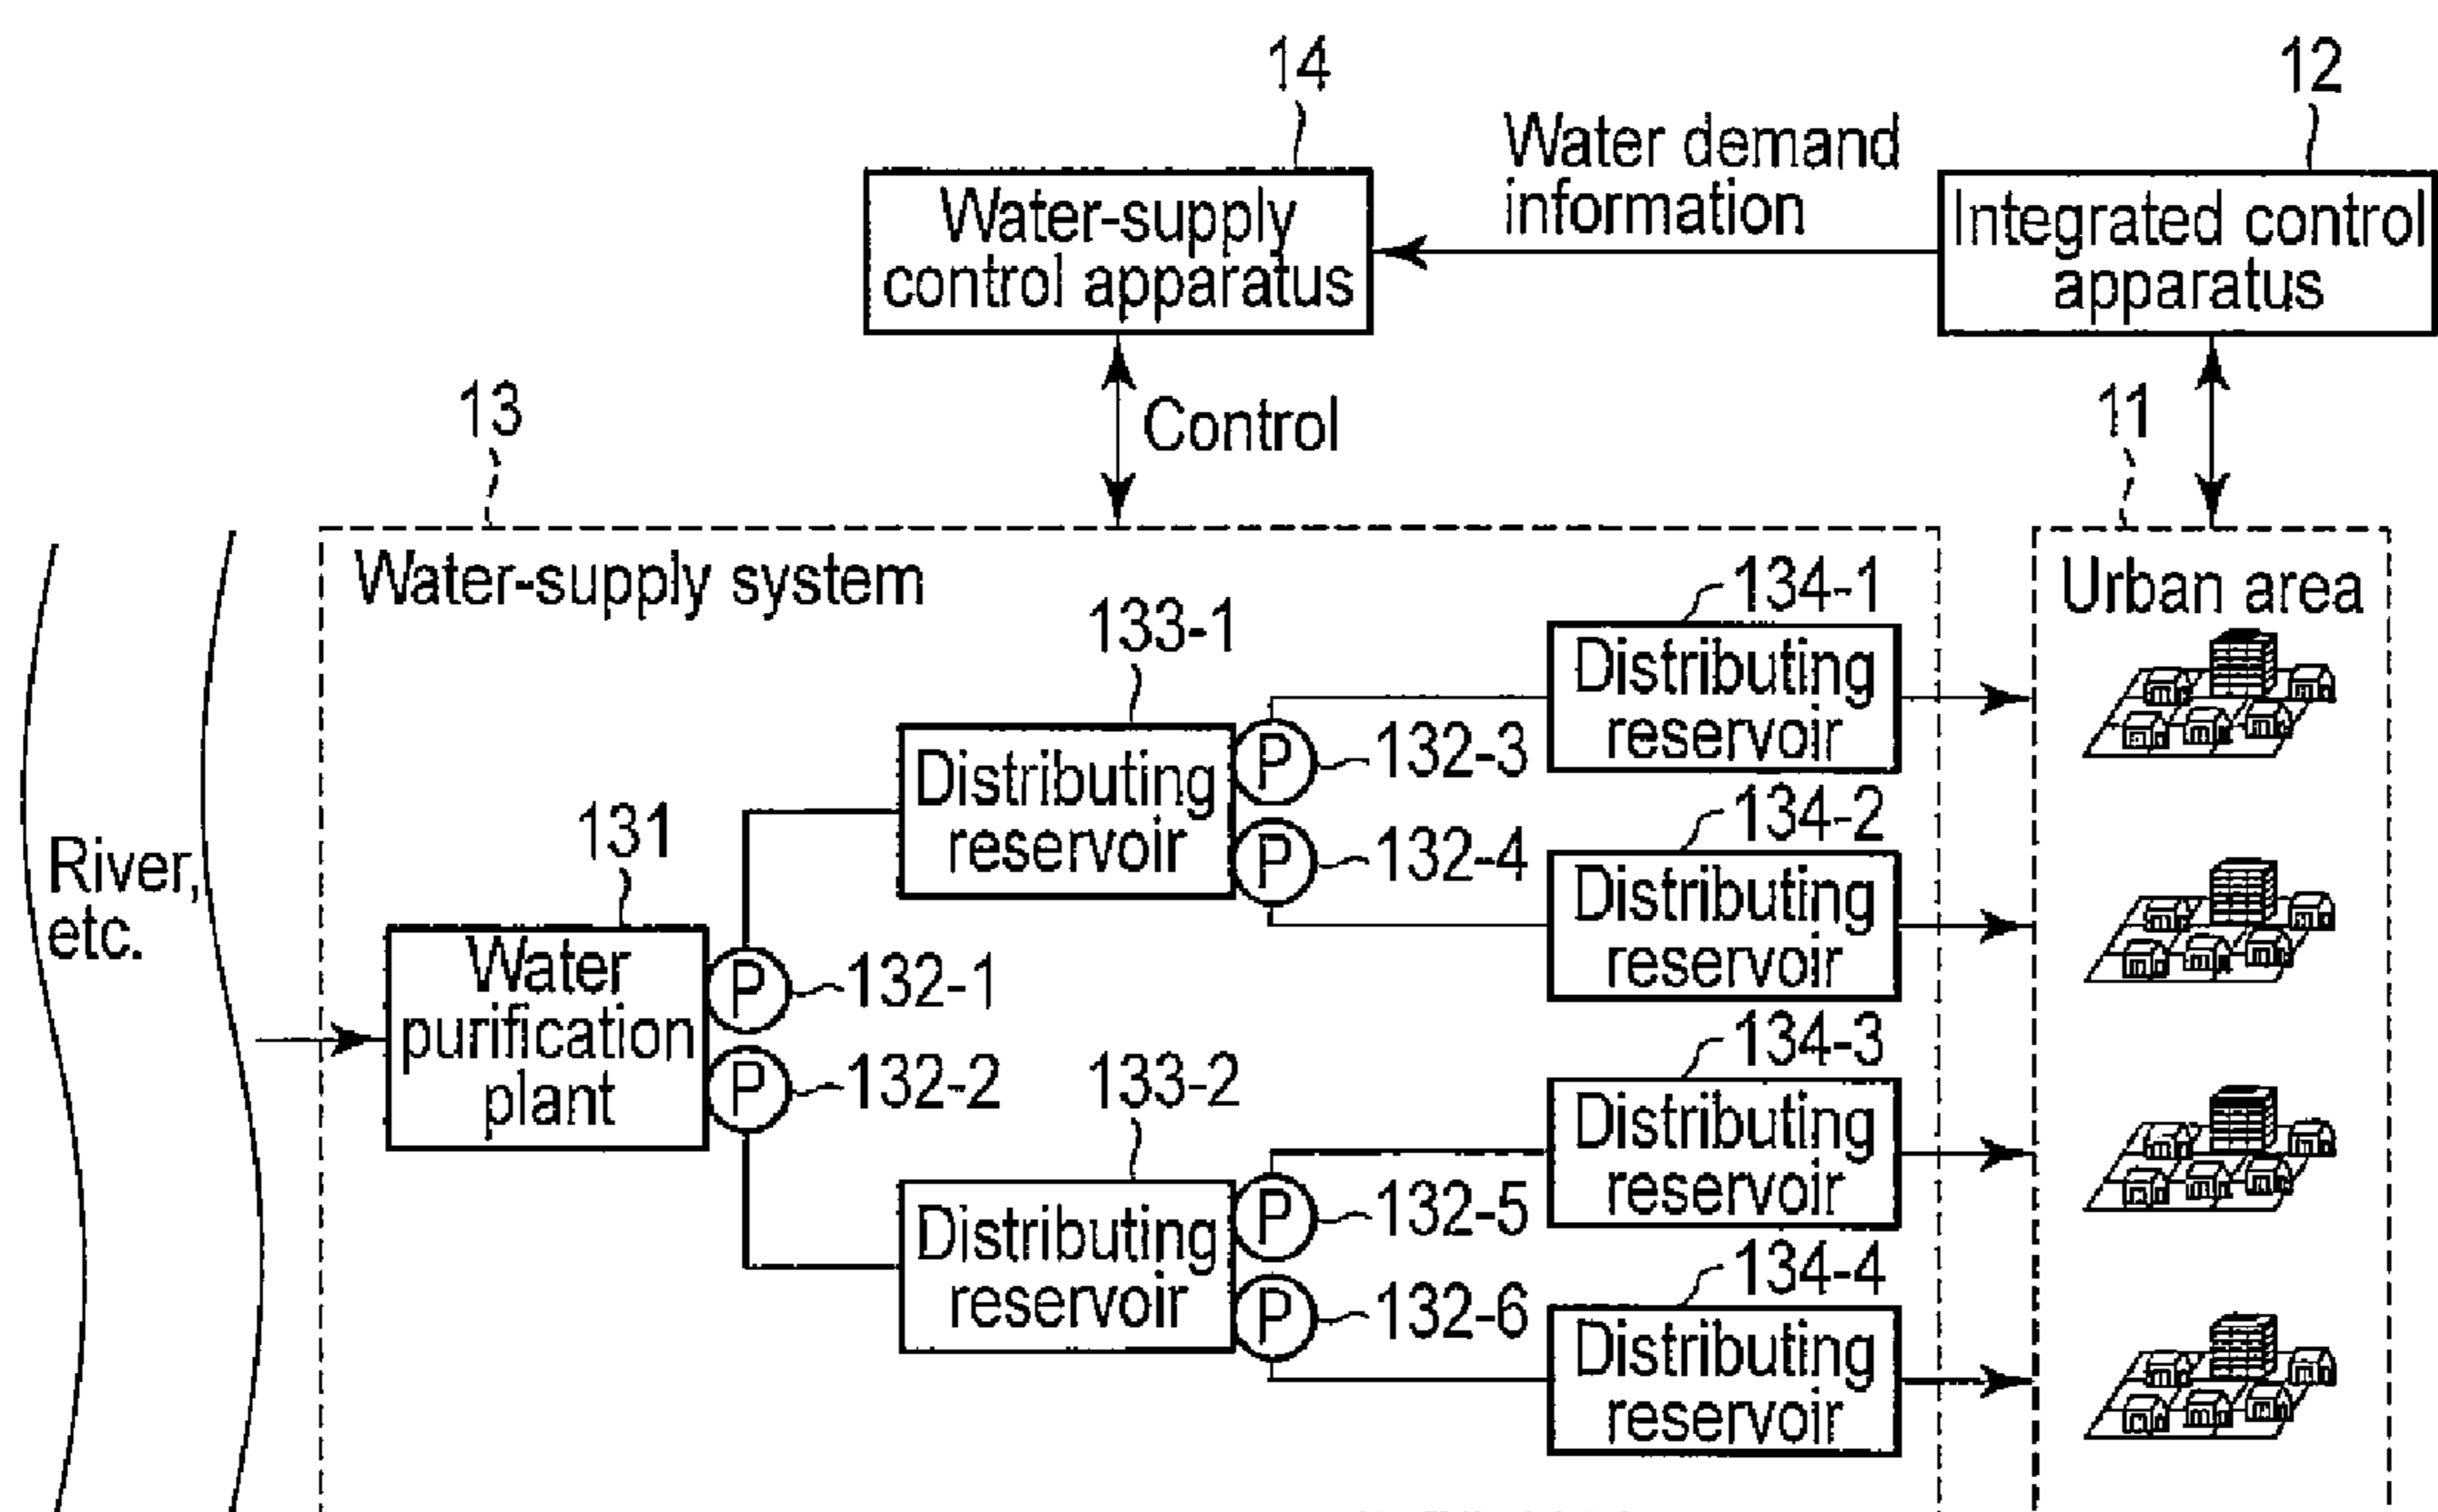 14
12
Water demand
information
Water-supply
control apparatus
Integrated control
apparatus
13
Control
11
Water-supply system
Urban area
134-1
133-1
Distributing
reservoir
Distributing
reservoir
P
132-3
134-2
P
132-4
Distributing
reservoir
River,
etc.
131
Water
purification
plant
P
132-1
P
132-2
134-3
133-2
Distributing
reservoir
Distributing
reservoir
P
132-5
134-4
P
132-6
Distributing
reservoir